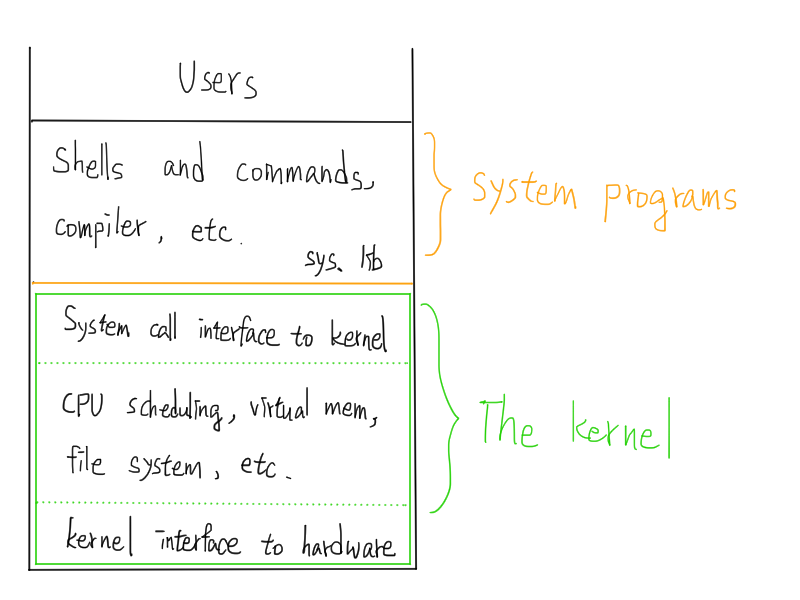 Users
Shells and commands,
compiler, etc.
sys. lib
System programs
System call interface to kernel
CPU scheduling, virtual mem,
file system, etc.
The kernel
kernel interface to hardware